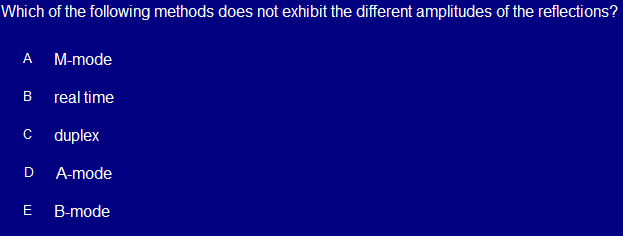 Which of the following methods does not exhibit the different amplitudes of the reflections?
A M-mode
B real time
C duplex
D A-mode
E B-mode